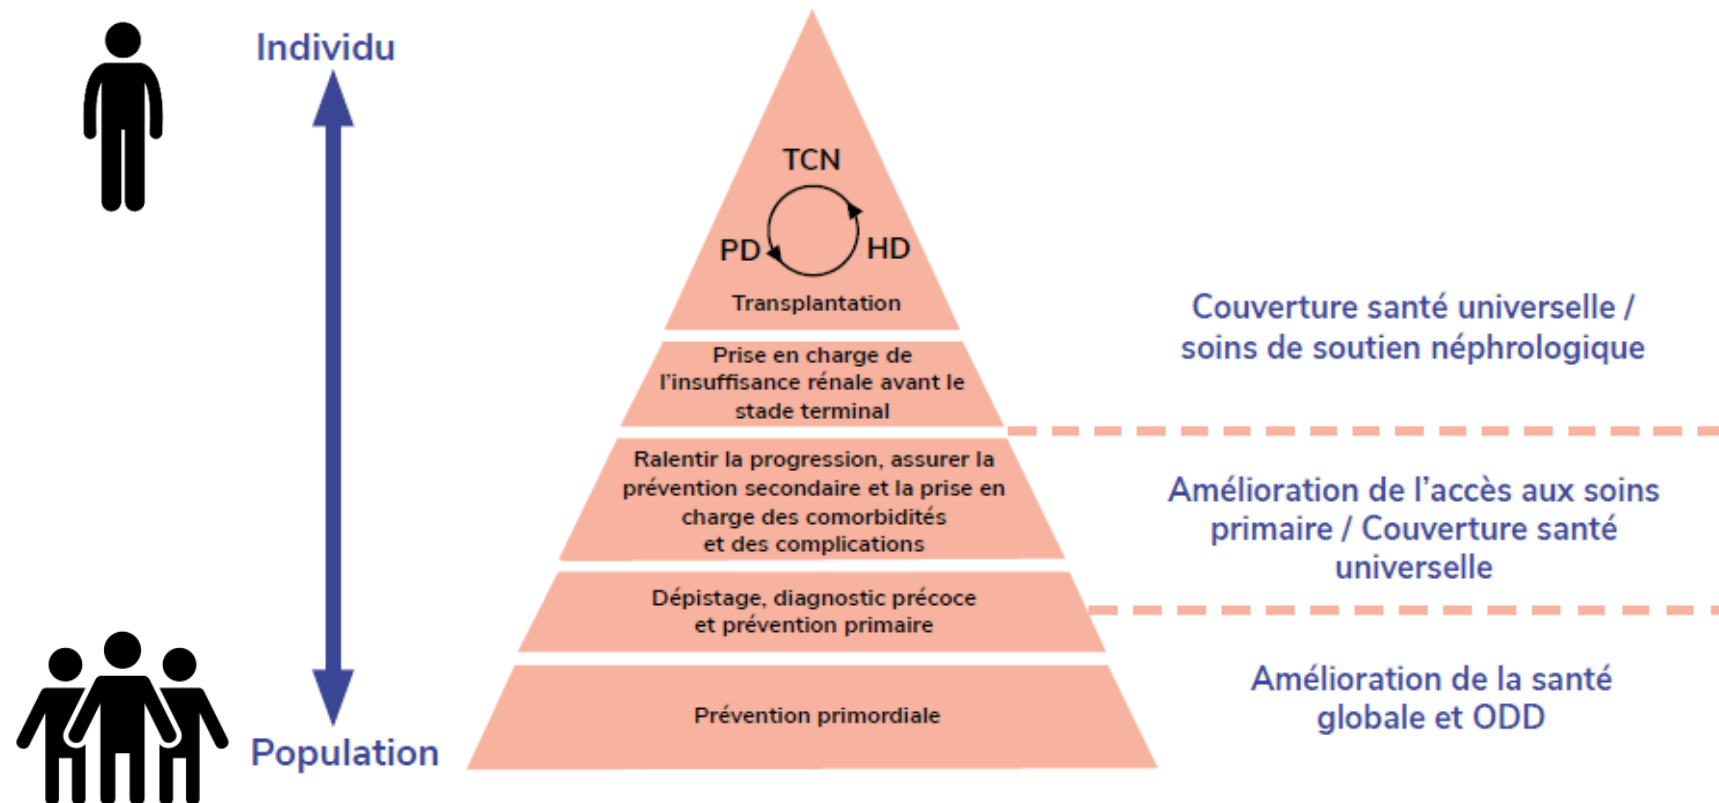 Individu
TCN
PD
HD
Transplantation
Prise en charge de
l'insuffisance rénale avant le
stade terminal
Ralentir la progression, assurer la
prévention secondaire et la prise en
charge des comorbidités
et des complications
Dépistage, diagnostic précoce
et prévention primaire
Prévention primordiale
Population
Couverture santé universelle /
soins de soutien néphrologique
Amélioration de l'accès aux soins
primaire / Couverture santé
universelle
Amélioration de la santé
globale et ODD